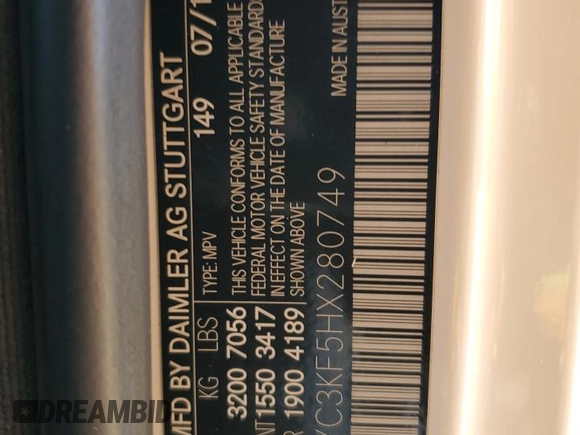 MFD BY DAIMLER AG STUTTGART
149 07/1
KG LBS TYPE: MPV
3200 7056 THIS VEHICLE CONFORMS TO ALL APPLICABLE
FEDERAL MOTOR VEHICLE SAFETY STANDARDS
1550 3417 IN EFFECT ON THE DATE OF MANUFACTURE
1900 4189 SHOWN ABOVE
C3KF5HX280749
MADE IN AUST
DREAMBID